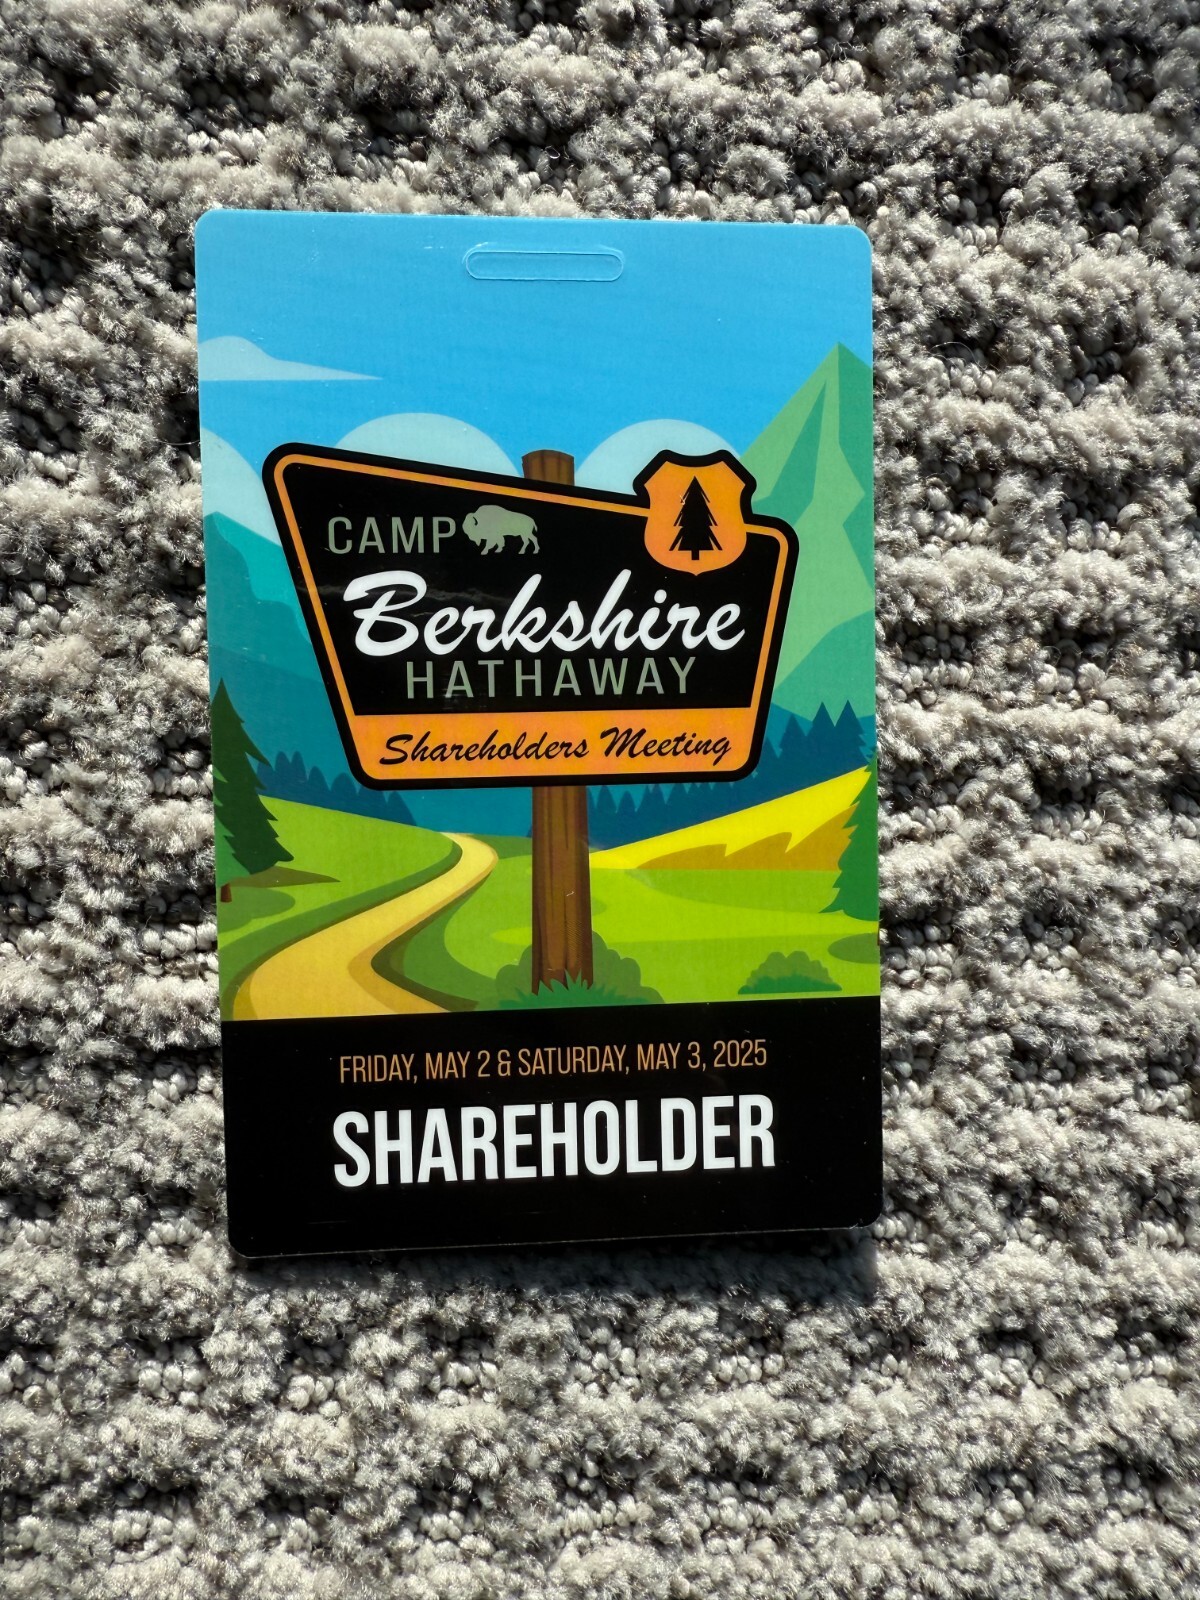 CAMP
Berkshire
HATHAWAY
Shareholders Meeting
FRIDAY, MAY 2 & SATURDAY, MAY 3, 2025
SHAREHOLDER